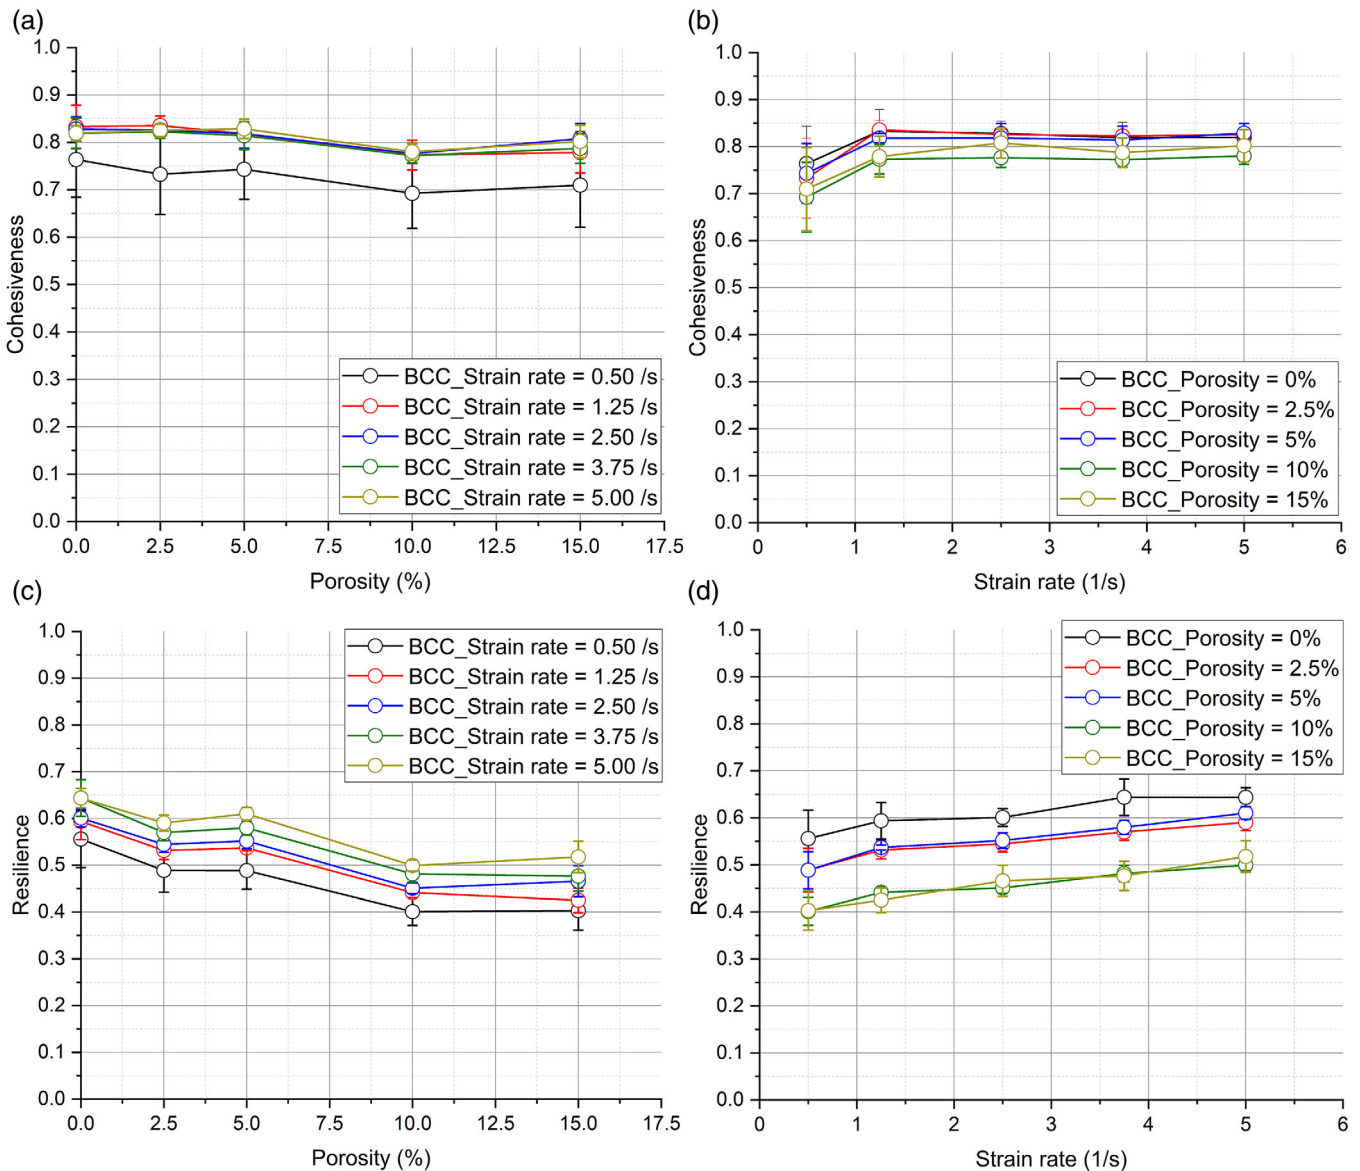 (a)
1.0
0.9
0.8
0.7
0.6
0.5
0.4
0.3
0.2
0.1
0.0
Cohesiveness
BCC_Strain rate = 0.50 /s
BCC_Strain rate = 1.25 /s
BCC_Strain rate = 2.50 /s
BCC_Strain rate = 3.75 /s
BCC_Strain rate = 5.00 /s
0.0 2.5 5.0 7.5 10.0 12.5 15.0 17.5
Porosity (%)
(b)
1.0
0.9
0.8
0.7
0.6
0.5
0.4
0.3
0.2
0.1
0.0
Cohesiveness
BCC_Porosity = 0%
BCC_Porosity = 2.5%
BCC_Porosity = 5%
BCC_Porosity = 10%
BCC_Porosity = 15%
0 1 2 3 4 5 6
Strain rate (1/s)
(c)
1.0
0.9
0.8
0.7
0.6
0.5
0.4
0.3
0.2
0.1
0.0
Resilience
BCC_Strain rate = 0.50 /s
BCC_Strain rate = 1.25 /s
BCC_Strain rate = 2.50 /s
BCC_Strain rate = 3.75 /s
BCC_Strain rate = 5.00 /s
0.0 2.5 5.0 7.5 10.0 12.5 15.0 17.5
Porosity (%)
(d)
1.0
0.9
0.8
0.7
0.6
0.5
0.4
0.3
0.2
0.1
0.0
Resilience
BCC_Porosity = 0%
BCC_Porosity = 2.5%
BCC_Porosity = 5%
BCC_Porosity = 10%
BCC_Porosity = 15%
0 1 2 3 4 5 6
Strain rate (1/s)